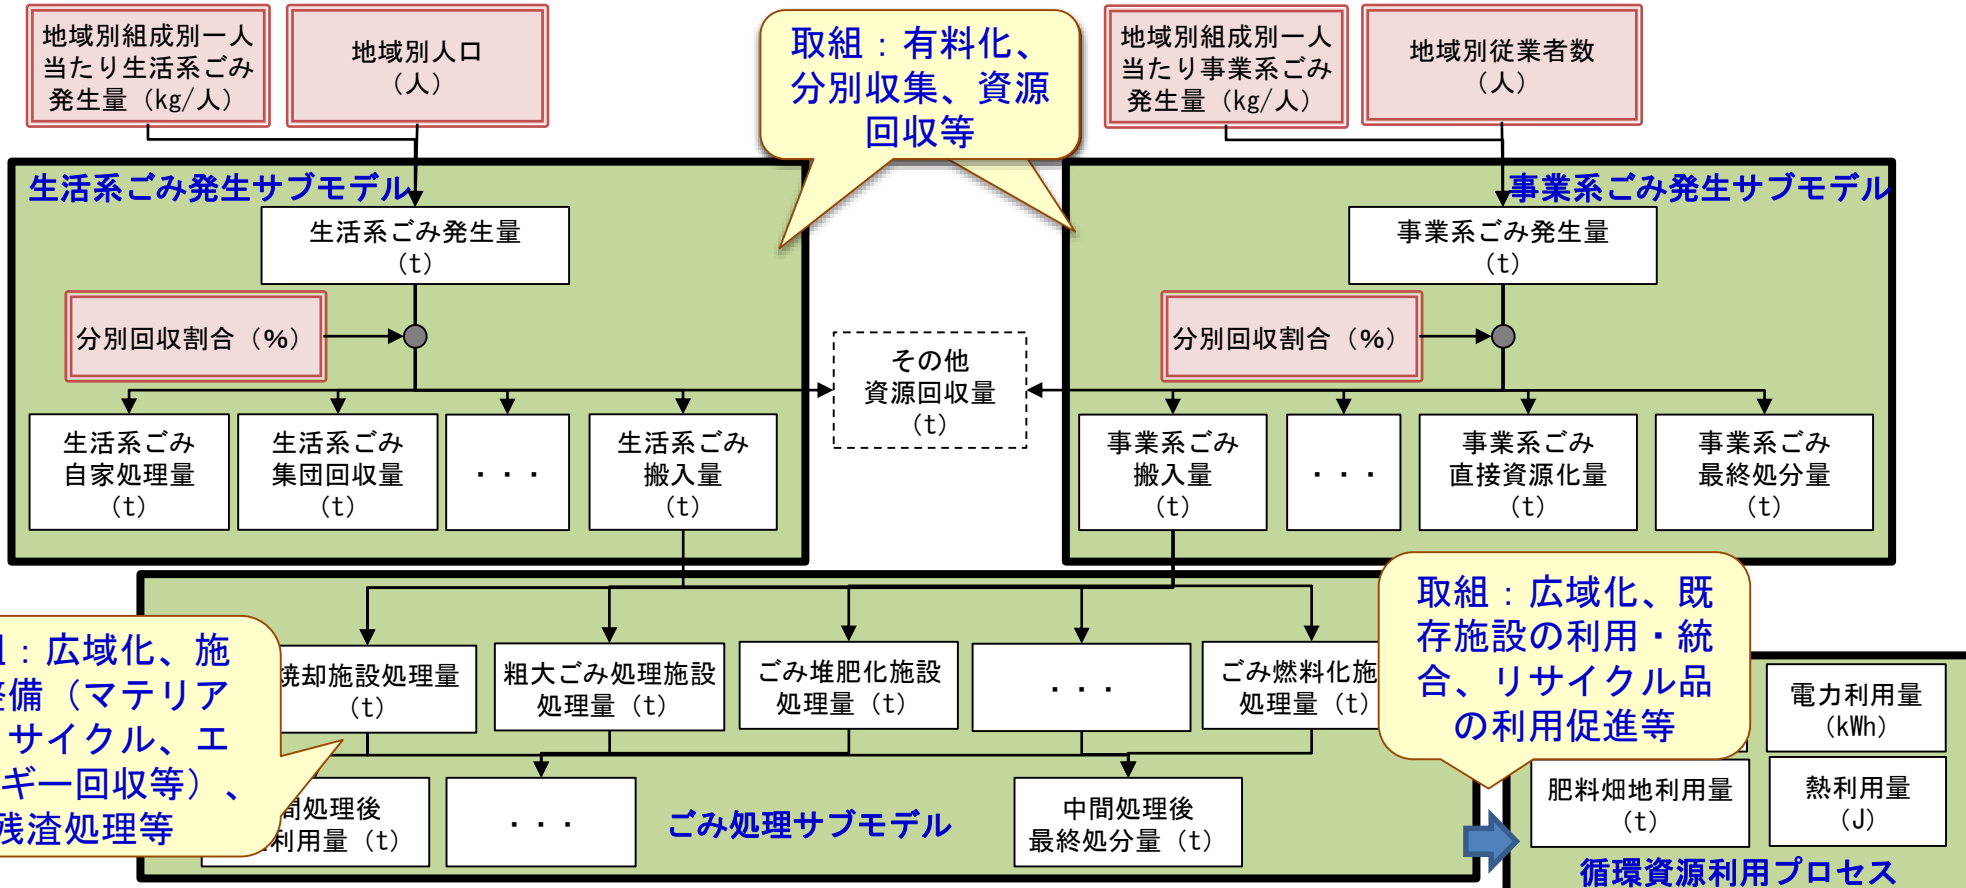 地域別組成別一人
当たり生活系ごみ
発生量（kg/人）
地域別人口
（人）
取組：有料化、
分別収集、資源
回収等
地域別組成別一人
当たり事業系ごみ
発生量（kg/人）
地域別従業者数
（人）
生活系ごみ発生サブモデル
生活系ごみ発生量
（t）
分別回収割合（%）
生活系ごみ
自家処理量
（t）
生活系ごみ
集団回収量
（t）
・・・
生活系ごみ
搬入量
（t）
その他
資源回収量
（t）
事業系ごみ発生サブモデル
事業系ごみ発生量
（t）
分別回収割合（%）
事業系ごみ
搬入量
（t）
・・・
事業系ごみ
直接資源化量
（t）
事業系ごみ
最終処分量
（t）
：広域化、施
備（マテリア
サイクル、エ
ギー回収等）、
残渣処理等
焼却施設処理量
（t）
粗大ごみ処理施設
処理量（t）
ごみ堆肥化施設
処理量（t）
・・・
ごみ燃料化施
処理量（t）
間処理後
利用量（t）
・・・
ごみ処理サブモデル
中間処理後
最終処分量（t）
取組：広域化、既
存施設の利用・統
合、リサイクル品
の利用促進等
電力利用量
（kWh）
肥料畑地利用量
（t）
熱利用量
（J）
循環資源利用プロセス